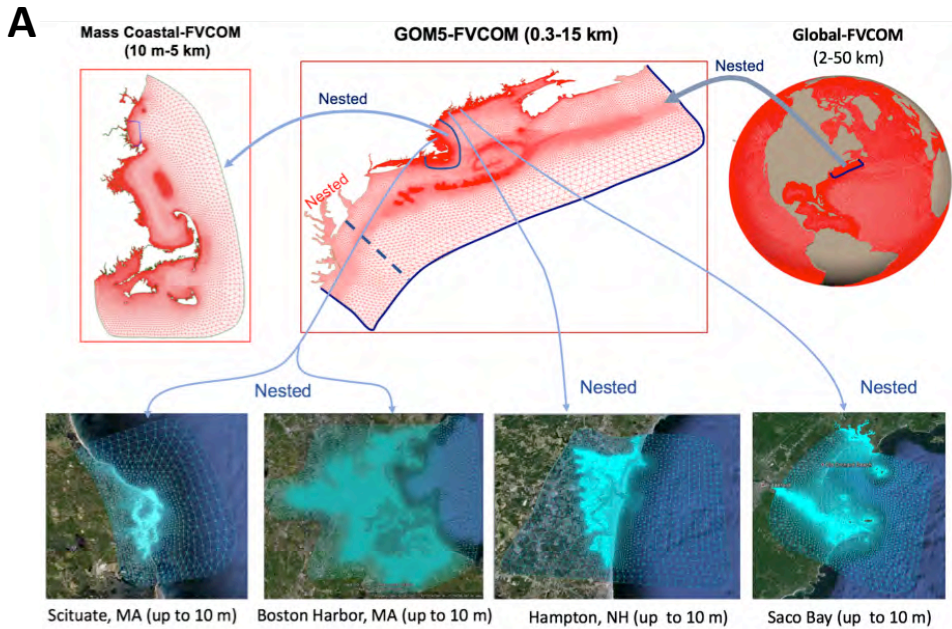 A
Mass Coastal-FVCOM
(10 m-5 km)
GOM5-FVCOM (0.3-15 km)
Global-FVCOM
(2-50 km)
Nested
Nested
Nested
Nested
Nested
Nested
Scituate, MA (up to 10 m)
Boston Harbor, MA (up to 10 m)
Hampton, NH (up to 10 m)
Saco Bay (up to 10 m)